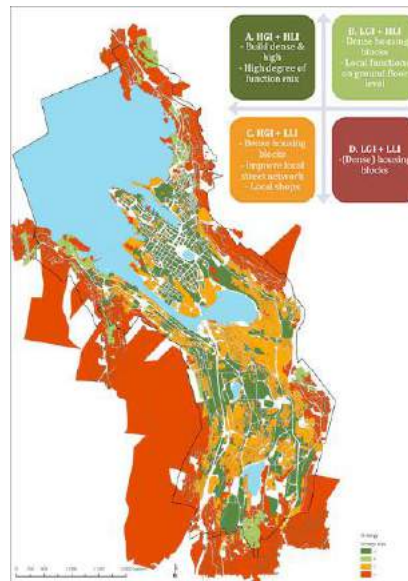 A. HGI + HLI
- Build dense &
high
- High degree of
function mix
B. LGI + HLI
- Dense housing
blocks
- Local functions
on ground floor
level
C. HGI + LLI
- Dense housing
blocks
- Improve local
street network
- Local shops
D. LGI + LLI
- (Dense) housing
blocks